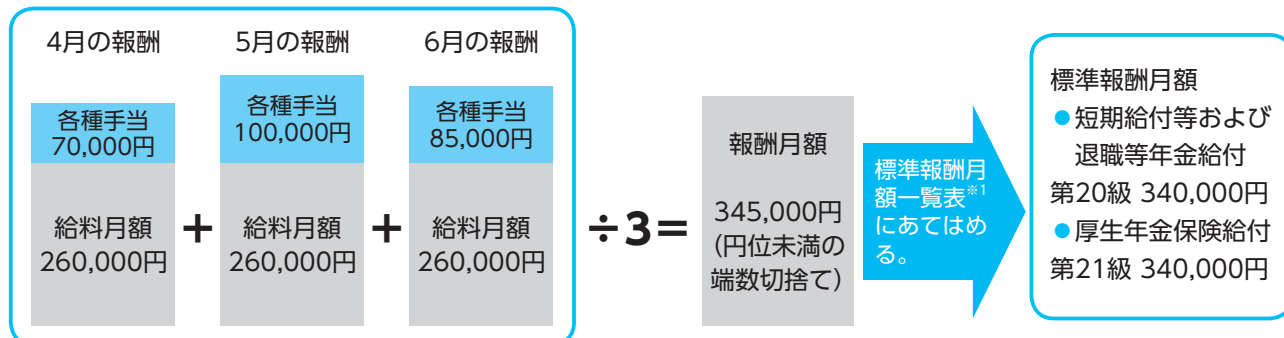 4月の報酬
各種手当
70,000円
給料月額
260,000円
+
5月の報酬
各種手当
100,000円
給料月額
260,000円
+
6月の報酬
各種手当
85,000円
給料月額
260,000円
÷3=
報酬月額
345,000円
(円位未満の
端数切捨て)
標準報酬月
額一覧表※1
にあてはめ
る。
標準報酬月額
●短期給付等および
退職等年金給付
第20級 340,000円
●厚生年金保険給付
第21級 340,000円